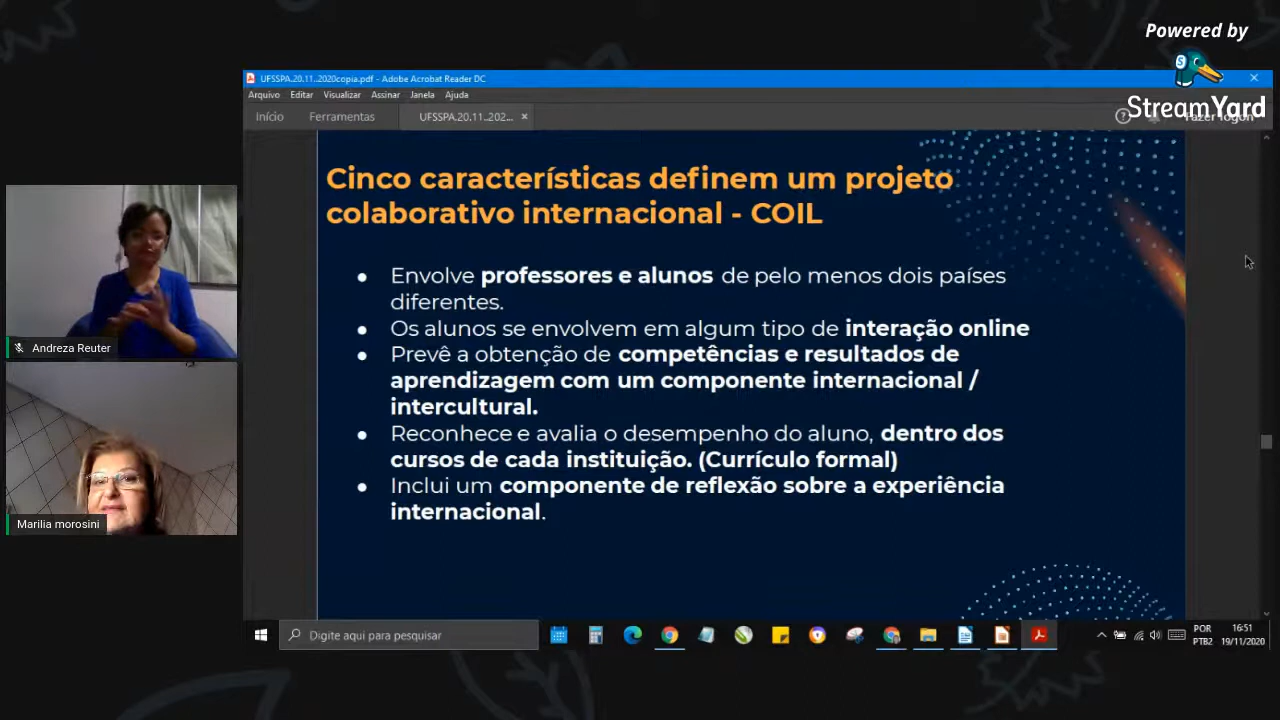 Powered by
StreamYard
UFSSPA.20.11..2020copia.pdf - Adobe Acrobat Reader DC
Arquivo Editar Visualizar Assinar Janela Ajuda
Início Ferramentas UFSSPA.20.11..202... ×
Fazer logon
Cinco características definem um projeto
colaborativo internacional - COIL
• Envolve professores e alunos de pelo menos dois países
diferentes.
• Os alunos se envolvem em algum tipo de interação online
• Prevê a obtenção de competências e resultados de
aprendizagem com um componente internacional /
intercultural.
• Reconhece e avalia o desempenho do aluno, dentro dos
cursos de cada instituição. (Currículo formal)
• Inclui um componente de reflexão sobre a experiência
internacional.
Andreza Reuter
Marilia morosini
Digite aqui para pesquisar
POR
PTB2
16:51
19/11/2020